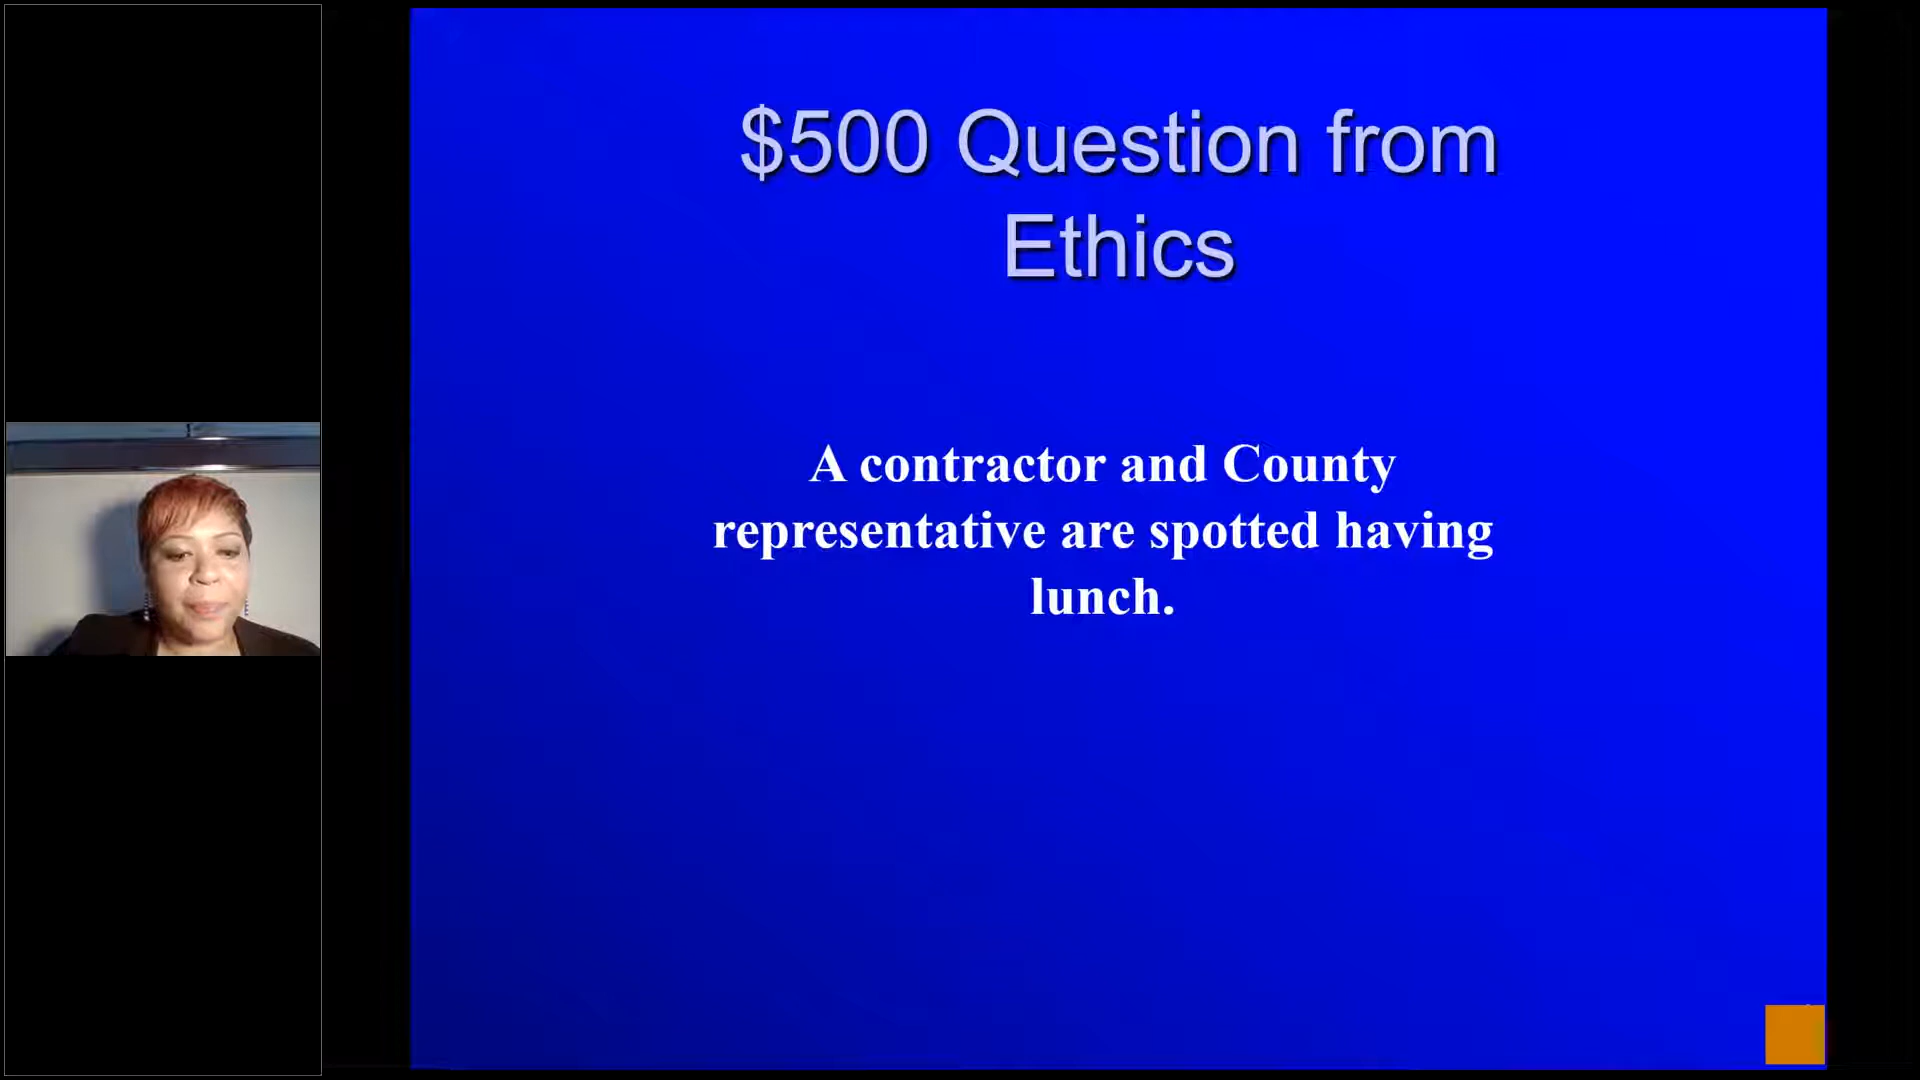 $500 Question from
Ethics
A contractor and County
representative are spotted having
lunch.